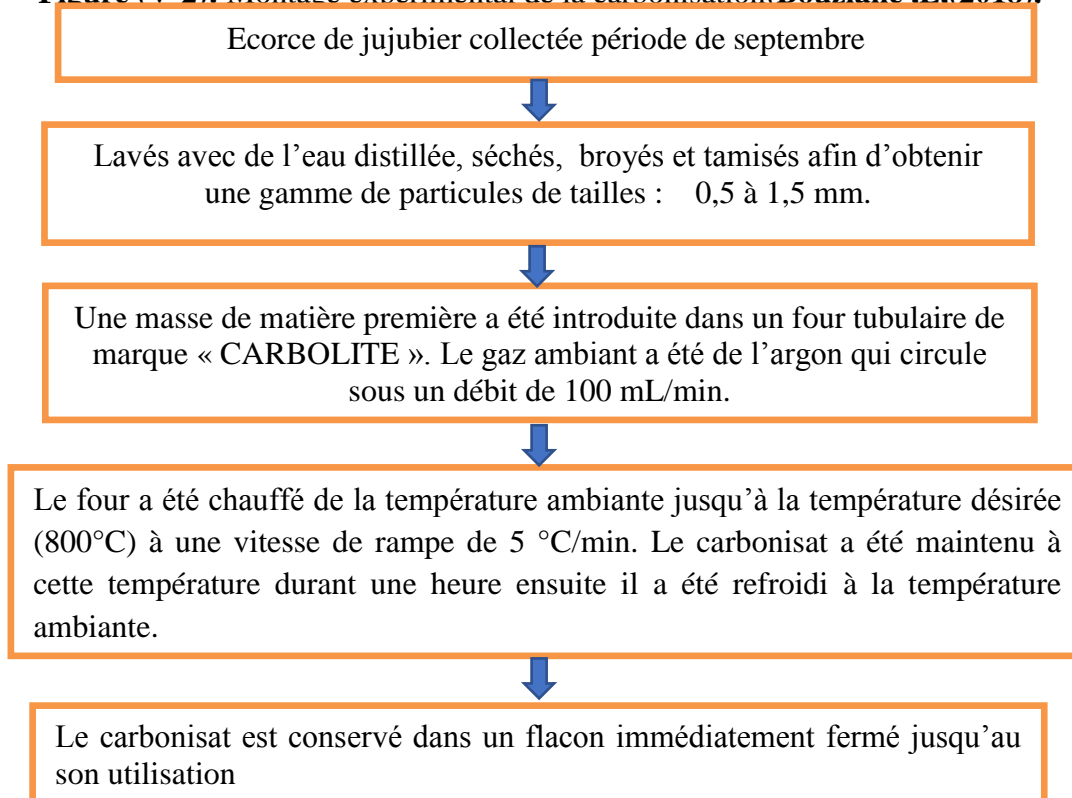 Montage expérimental de la carbonisation
Ecorce de jujubier collectée période de septembre
Lavés avec de l’eau distillée, séchés, broyés et tamisés afin d’obtenir
une gamme de particules de tailles : 0,5 à 1,5 mm.
Une masse de matière première a été introduite dans un four tubulaire de
marque « CARBOLITE ». Le gaz ambiant a été de l’argon qui circule
sous un débit de 100 mL/min.
Le four a été chauffé de la température ambiante jusqu’à la température désirée
(800°C) à une vitesse de rampe de 5 °C/min. Le carbonisat a été maintenu à
cette température durant une heure ensuite il a été refroidi à la température
ambiante.
Le carbonisat est conservé dans un flacon immédiatement fermé jusqu’au
son utilisation